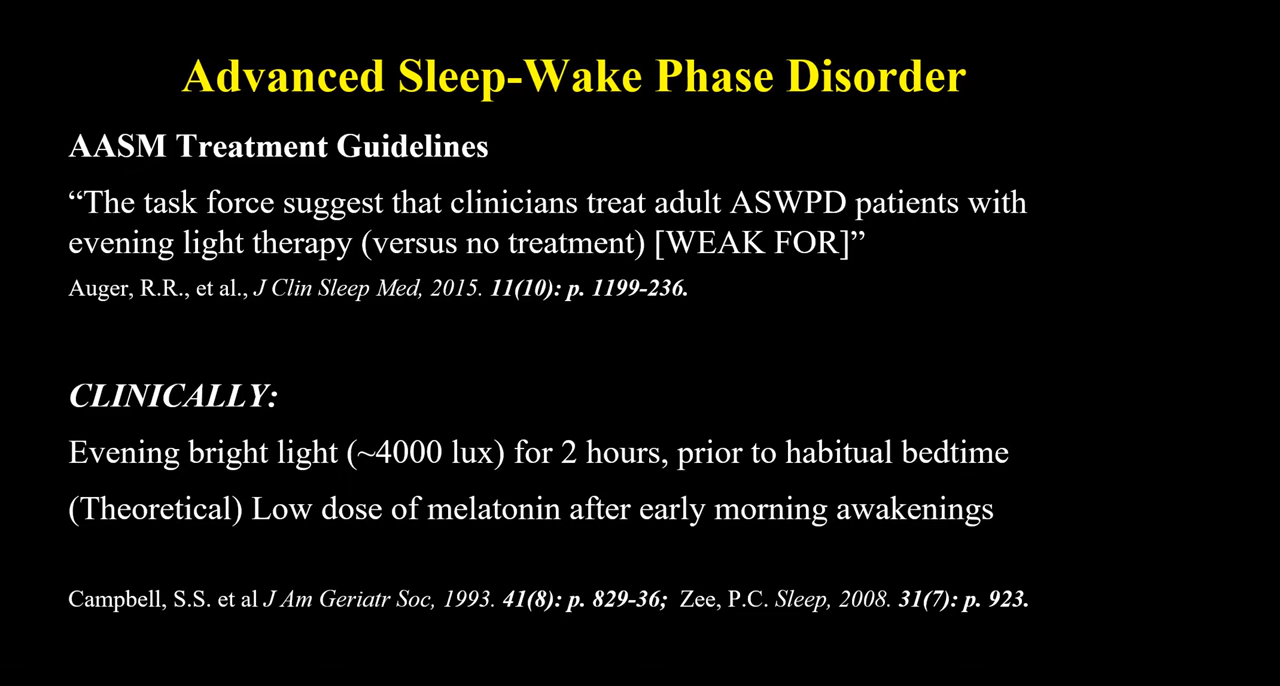 Advanced Sleep-Wake Phase Disorder
AASM Treatment Guidelines
“The task force suggest that clinicians treat adult ASWPD patients with
evening light therapy (versus no treatment) [WEAK FOR]”
Auger, R.R., et al., J Clin Sleep Med, 2015. 11(10): p. 1199-236.
CLINICALLY:
Evening bright light (~4000 lux) for 2 hours, prior to habitual bedtime
(Theoretical) Low dose of melatonin after early morning awakenings
Campbell, S.S. et al J Am Geriatr Soc, 1993. 41(8): p. 829-36; Zee, P.C. Sleep, 2008. 31(7): p. 923.